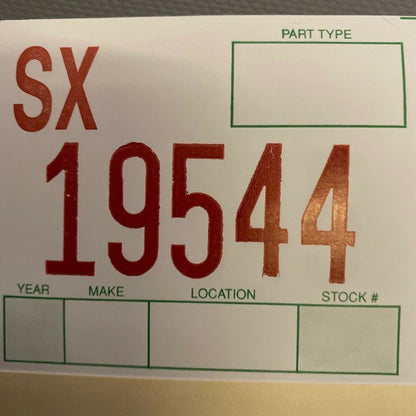 PART TYPE
SX
19544
YEAR MAKE LOCATION STOCK #